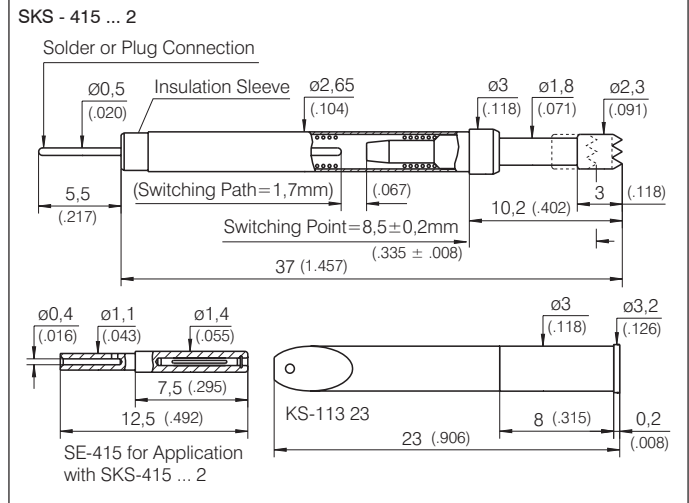 SKS - 415 ... 2
Solder or Plug Connection
Ø0,5
(.020)
Insulation Sleeve
ø2,65
(.104)
ø3
(.118)
ø1,8
(.071)
ø2,3
(.091)
5,5
(.217)
(Switching Path=1,7mm)
(.067)
3
(.118)
Switching Point=8,5±0,2mm
(.335 ± .008)
10,2 (.402)
37 (1.457)
ø0,4
(.016)
ø1,1
(.043)
ø1,4
(.055)
7,5 (.295)
12,5 (.492)
SE-415 for Application
with SKS-415 ... 2
ø3
(.118)
ø3,2
(.126)
KS-113 23
8 (.315)
0,2
(.008)
23 (.906)